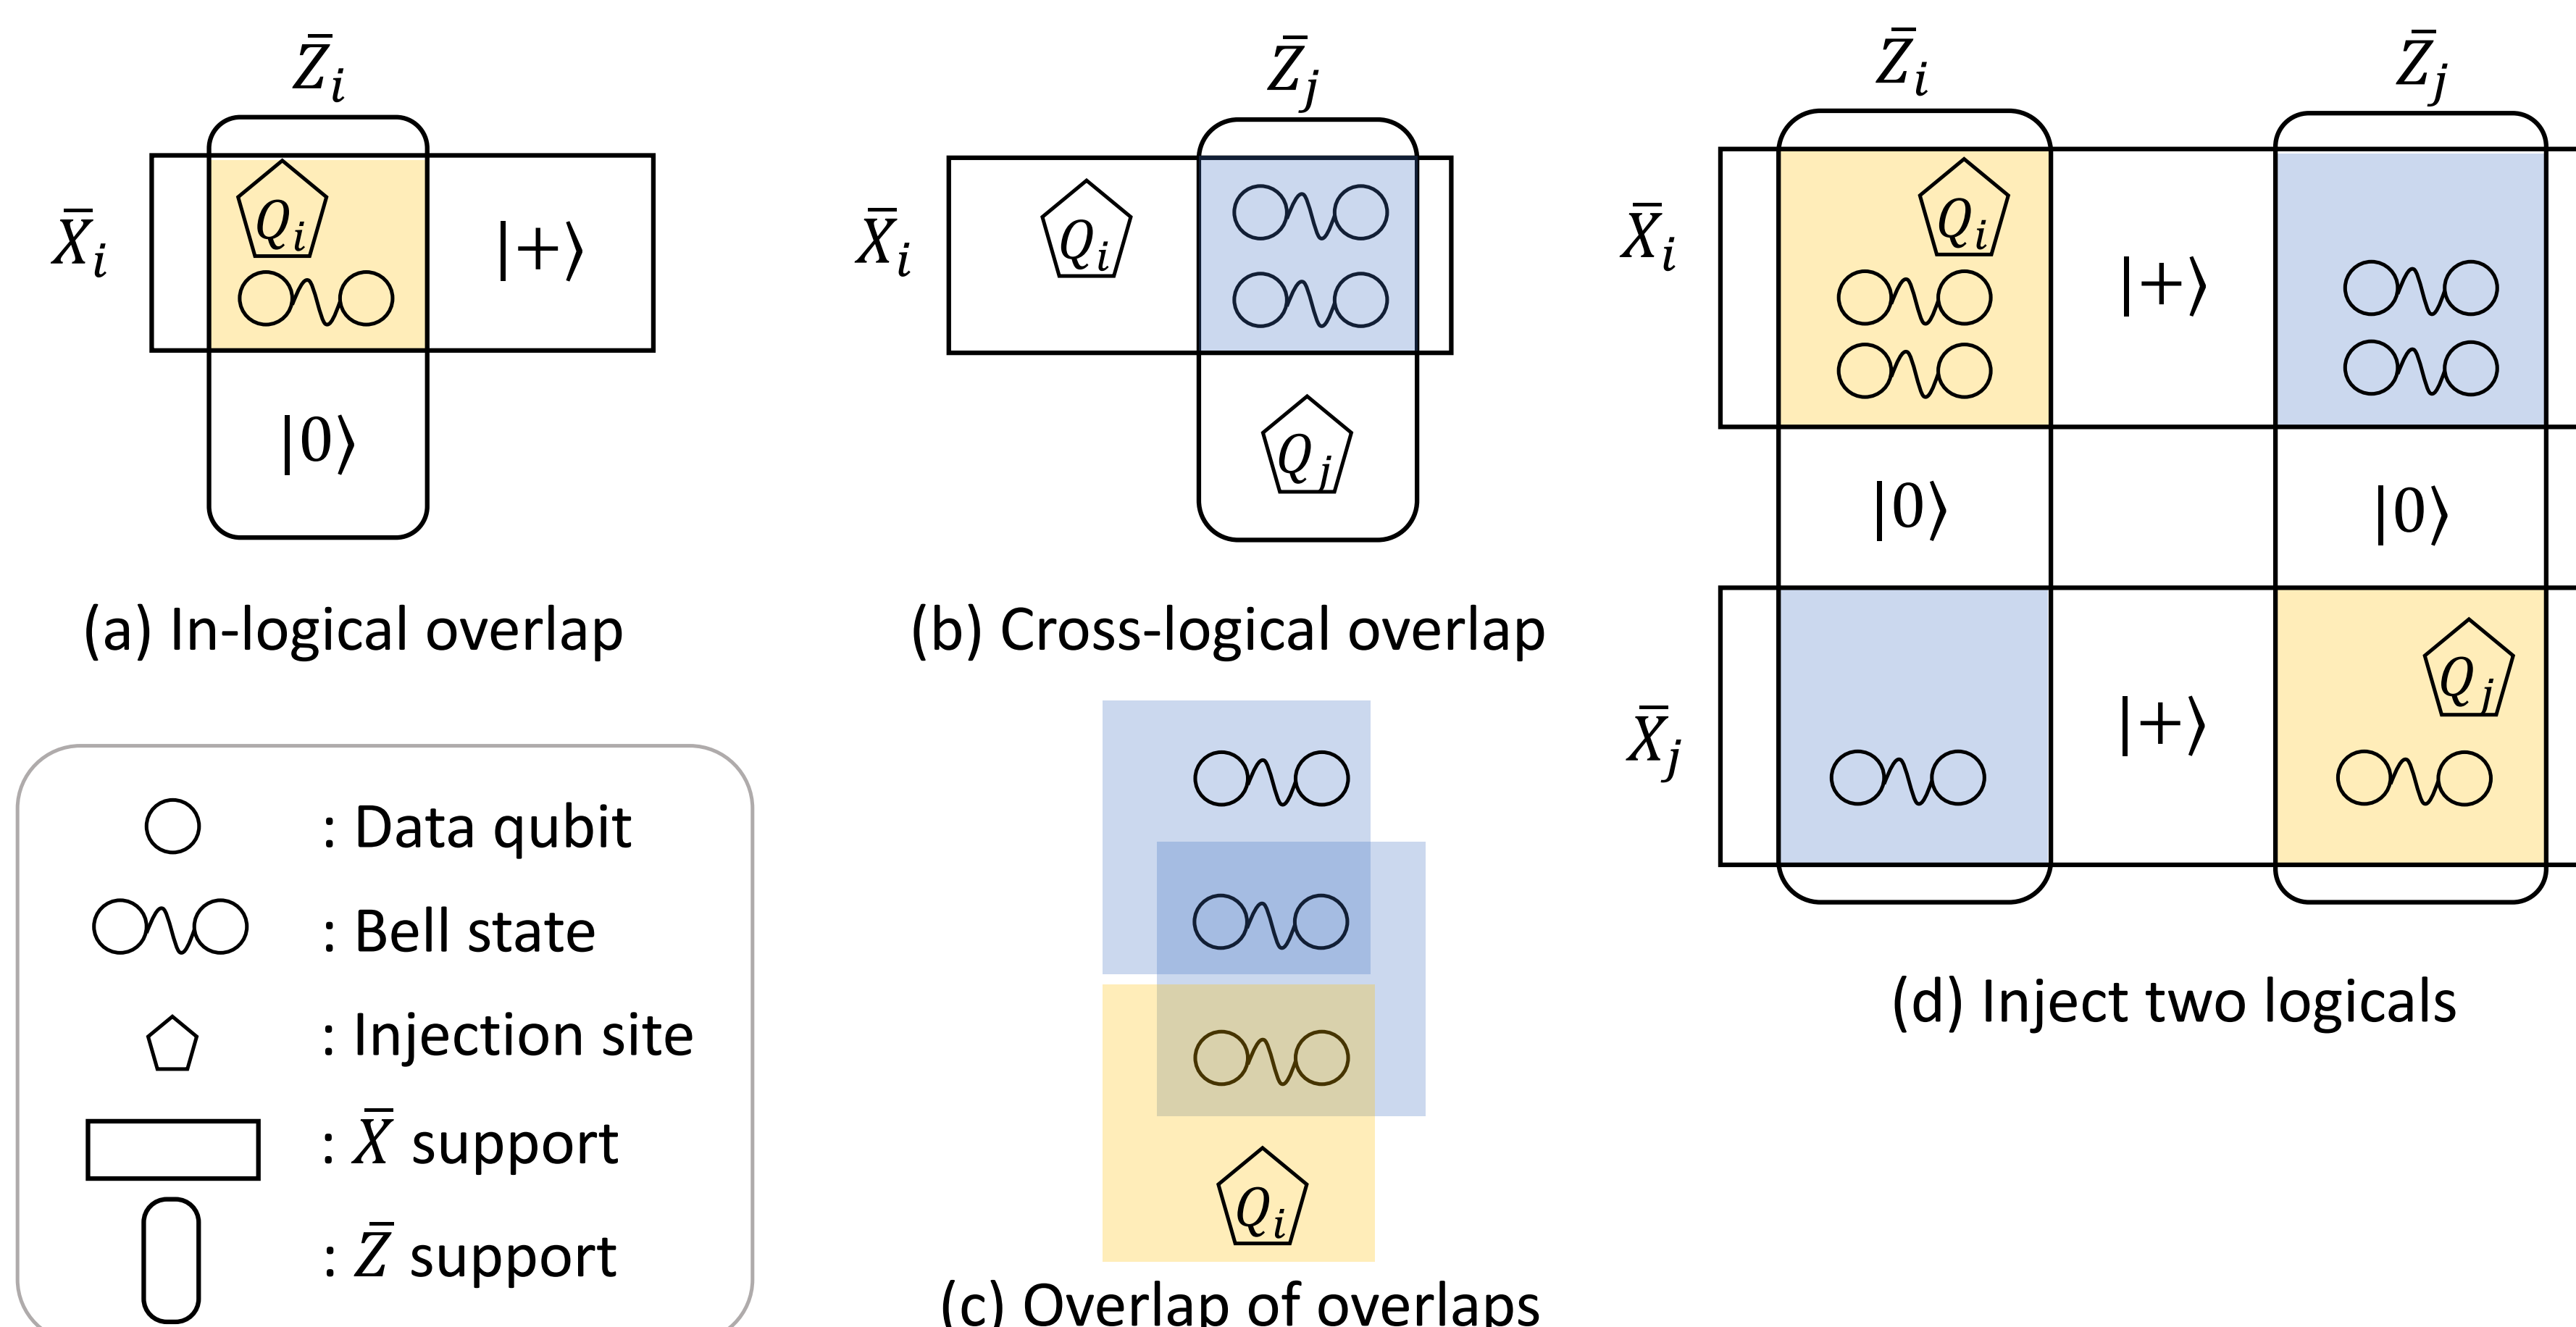 Z̄ᵢ
X̄ᵢ
Qᵢ
|+⟩
|0⟩
(a) In-logical overlap
Z̄ⱼ
X̄ᵢ
Qᵢ
Qⱼ
(b) Cross-logical overlap
Z̄ᵢ
Z̄ⱼ
X̄ᵢ
Qᵢ
|+⟩
|0⟩
|0⟩
X̄ⱼ
|+⟩
Qⱼ
(d) Inject two logicals
: Data qubit
: Bell state
: Injection site
: X̄ support
: Z̄ support
Qᵢ
(c) Overlap of overlaps